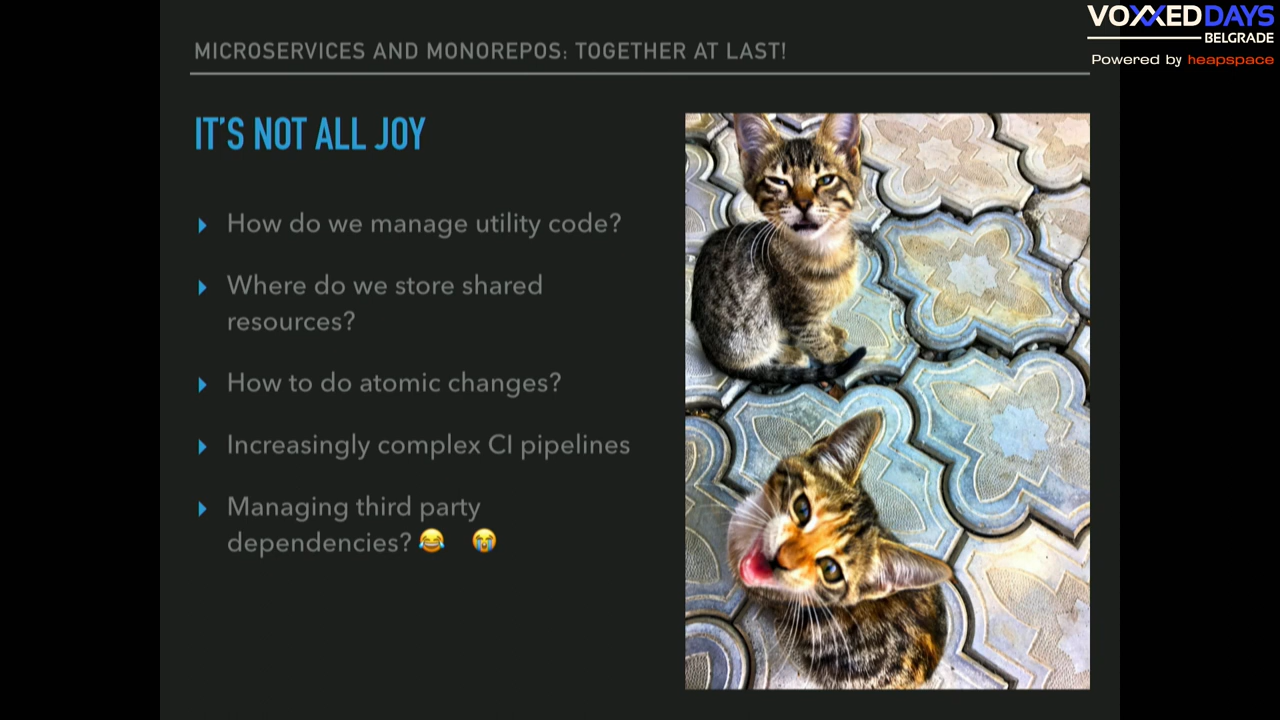 MICROSERVICES AND MONOREPOS: TOGETHER AT LAST!
VOXXED DAYS
BELGRADE
Powered by heapspace
IT'S NOT ALL JOY
How do we manage utility code?
Where do we store shared
resources?
How to do atomic changes?
Increasingly complex CI pipelines
Managing third party
dependencies? 😂 😭